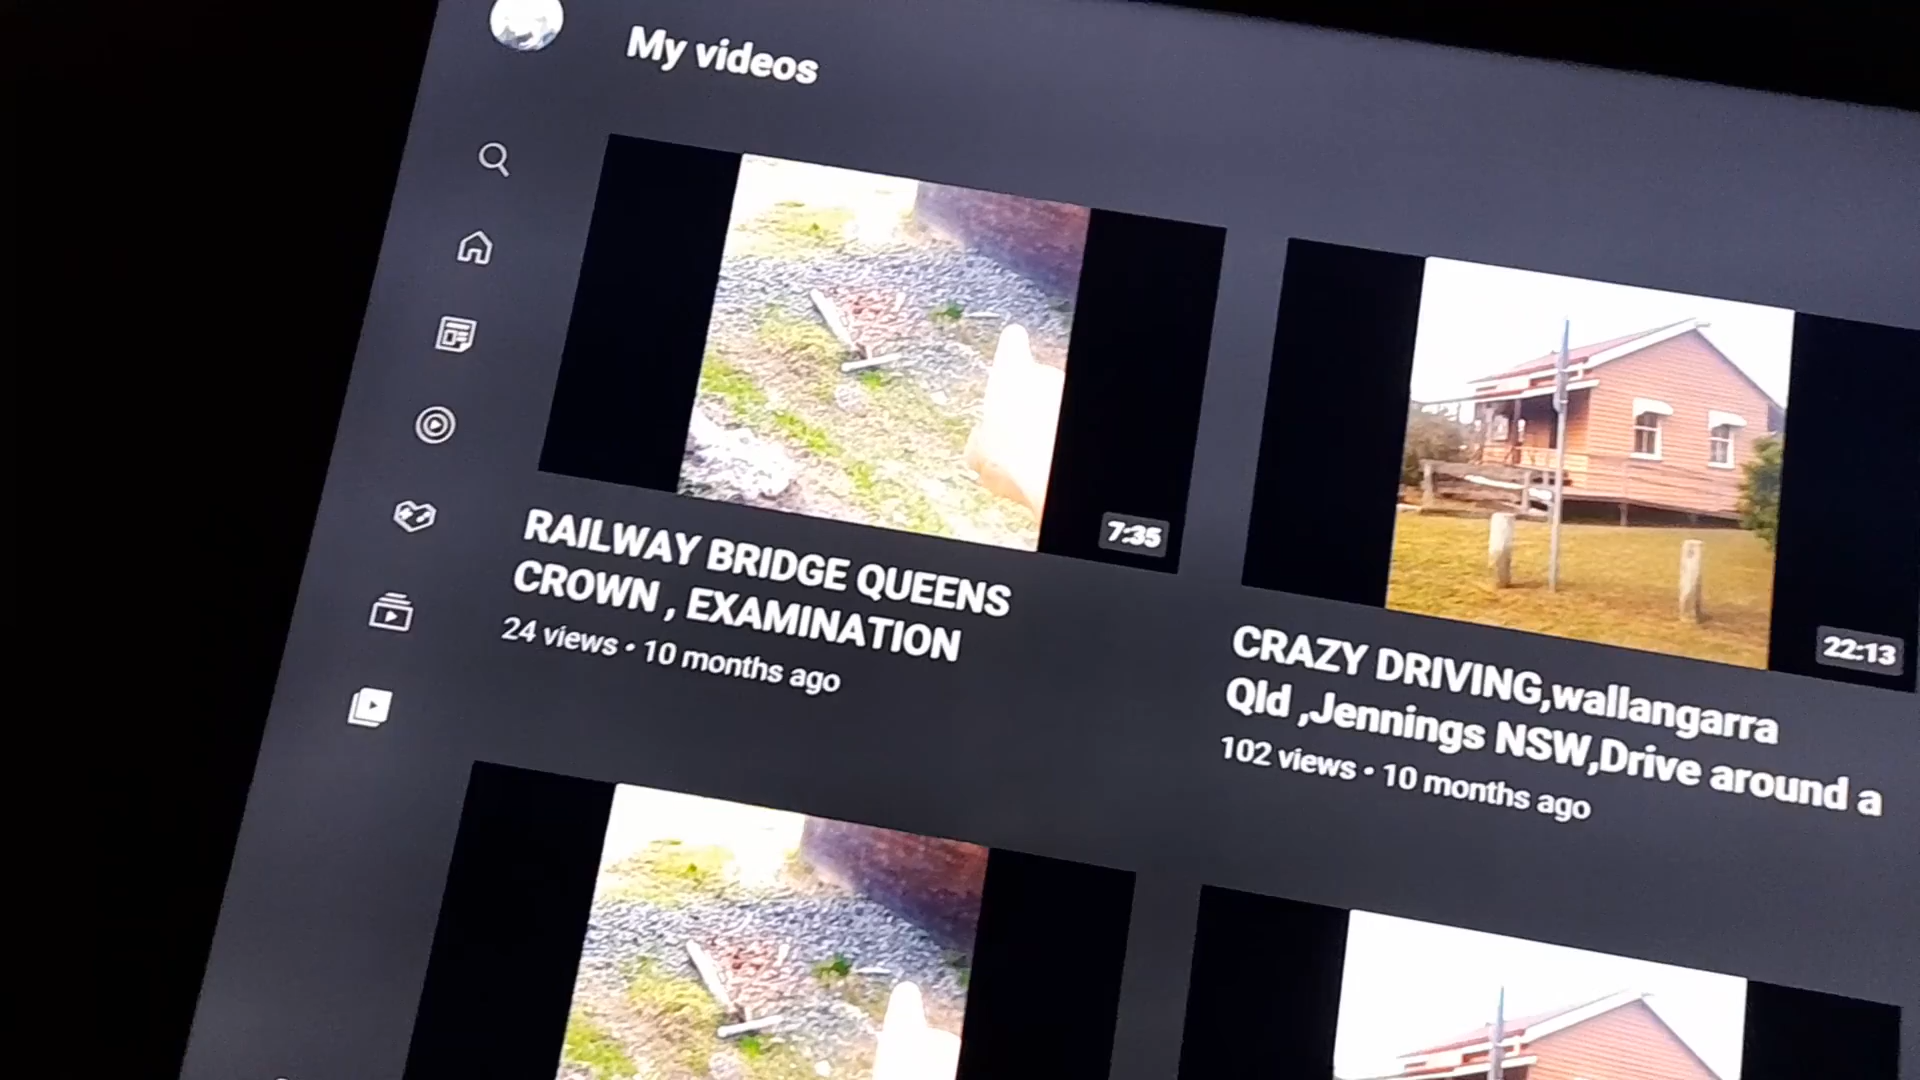 My videos
7:35
RAILWAY BRIDGE QUEENS
CROWN , EXAMINATION
24 views • 10 months ago
22:13
CRAZY DRIVING,wallangarra
Qld ,Jennings NSW,Drive around a
102 views • 10 months ago